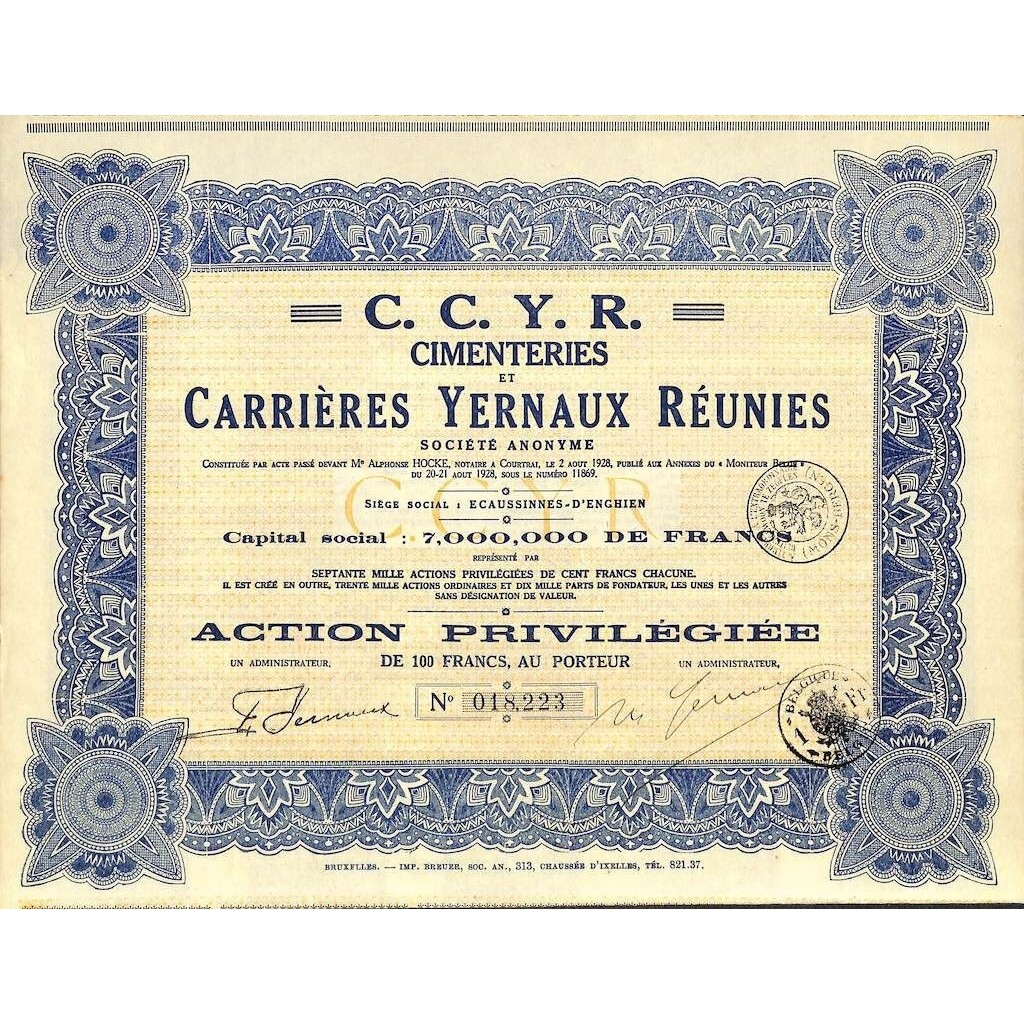 C. C. Y. R.
CIMENTERIES
ET
CARRIÈRES YERNAUX RÉUNIES
SOCIÉTÉ ANONYME
CONSTITUÉE PAR ACTE PASSÉ DEVANT Me ALPHONSE HOCKE, NOTAIRE A COURTRAI, LE 2 AOUT 1928, PUBLIÉ AUX ANNEXES DU « MONITEUR BELGE »
DU 20-21 AOUT 1928, SOUS LE NUMÉRO 11869.
C.C.Y.R
SIÈGE SOCIAL : ECAUSSINNES-D'ENGHIEN
Capital social : 7,000,000 DE FRANCS
REPRÉSENTÉ PAR
SEPTANTE MILLE ACTIONS PRIVILÉGIÉES DE CENT FRANCS CHACUNE.
IL EST CRÉÉ EN OUTRE, TRENTE MILLE ACTIONS ORDINAIRES ET DIX MILLE PARTS DE FONDATEUR, LES UNES ET LES AUTRES
SANS DÉSIGNATION DE VALEUR.
ACTION PRIVILÉGIÉE
UN ADMINISTRATEUR, DE 100 FRANCS, AU PORTEUR UN ADMINISTRATEUR,
No 018,223
F. Yernaux
BELGIQUE
1 Fr
BRUXELLES. — IMP. BREUER, SOC. AN., 313, CHAUSSÉE D'IXELLES, TÉL. 821.37.